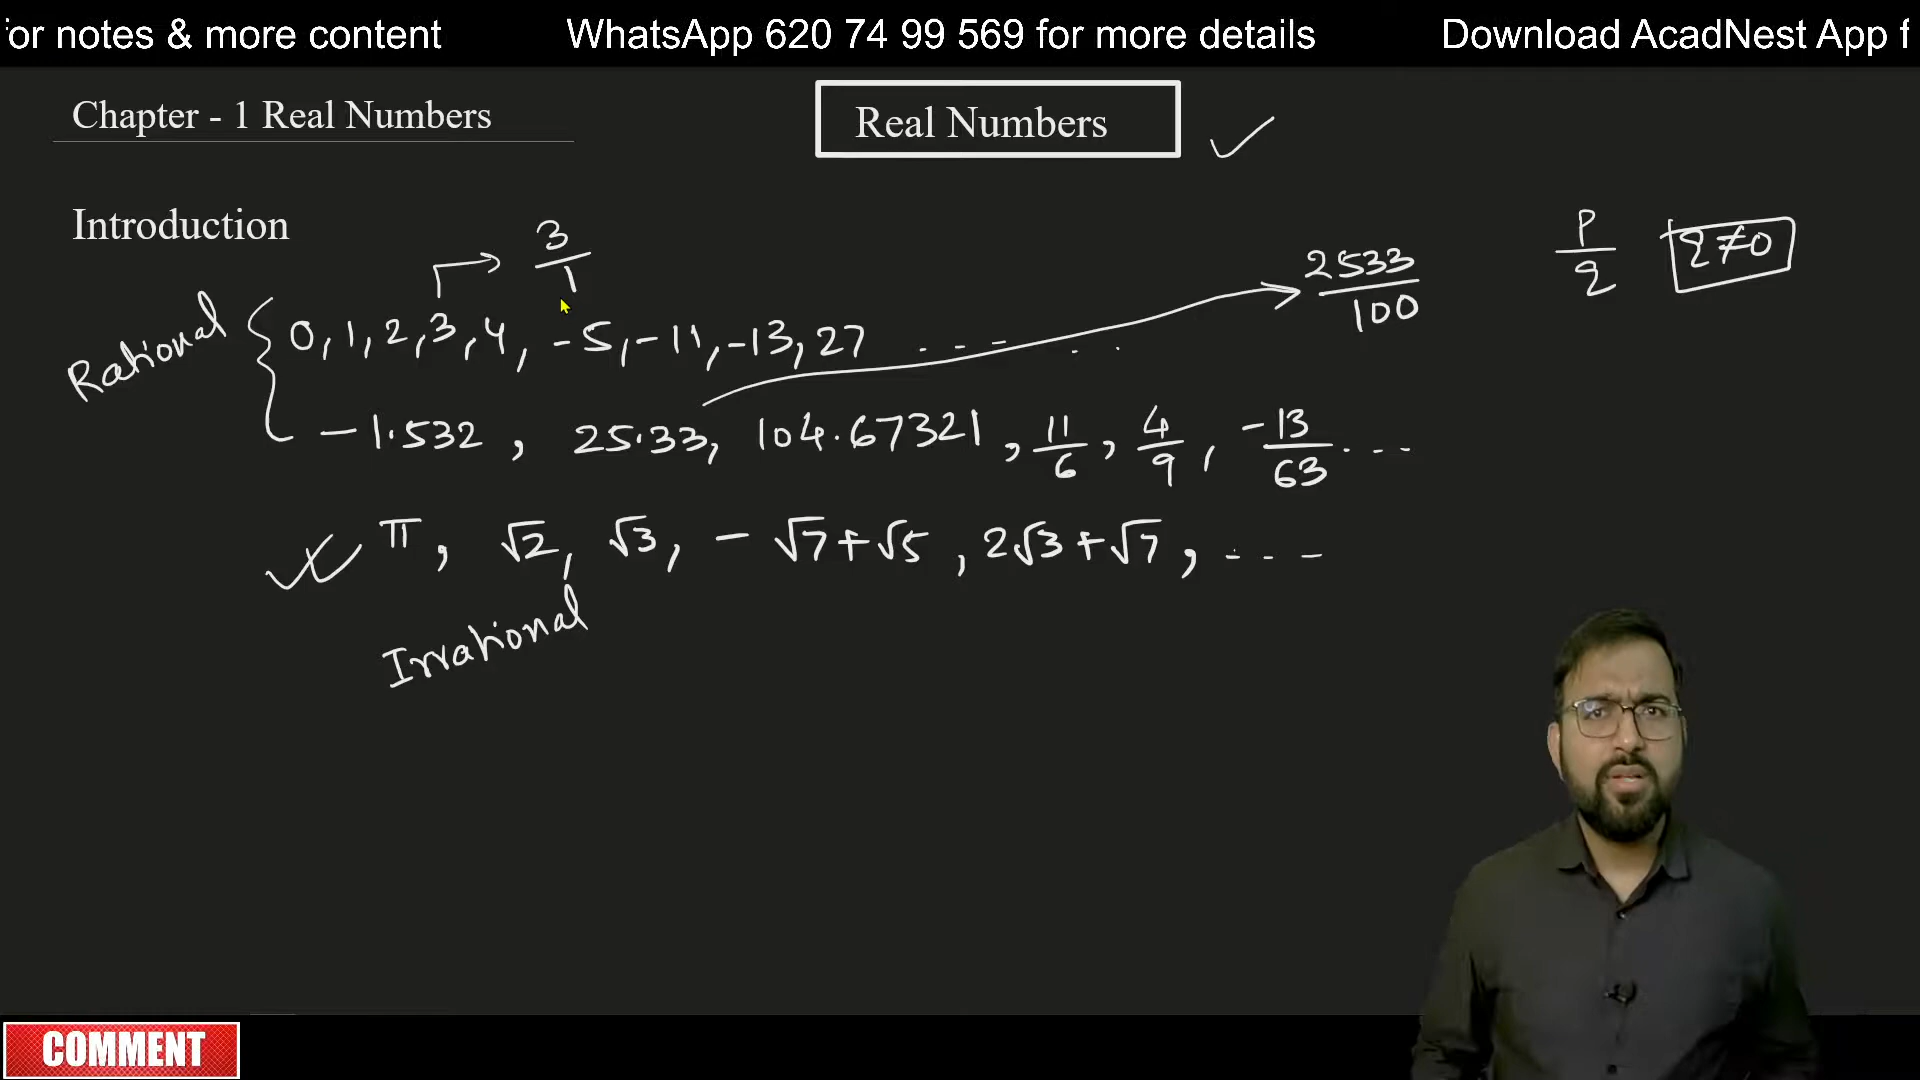 or notes & more content WhatsApp 620 74 99 569 for more details Download AcadNest App f
Chapter - 1 Real Numbers
Real Numbers
Introduction
3/1
2533/100
p/q q≠0
Rational
0, 1, 2, 3, 4, -5, -11, -13, 27 ... . .
-1.532, 25.33, 104.67321, 11/6, 4/9, -13/63 ...
π, √2, √3, -√7+√5, 2√3+√7, ...
Irrational
COMMENT